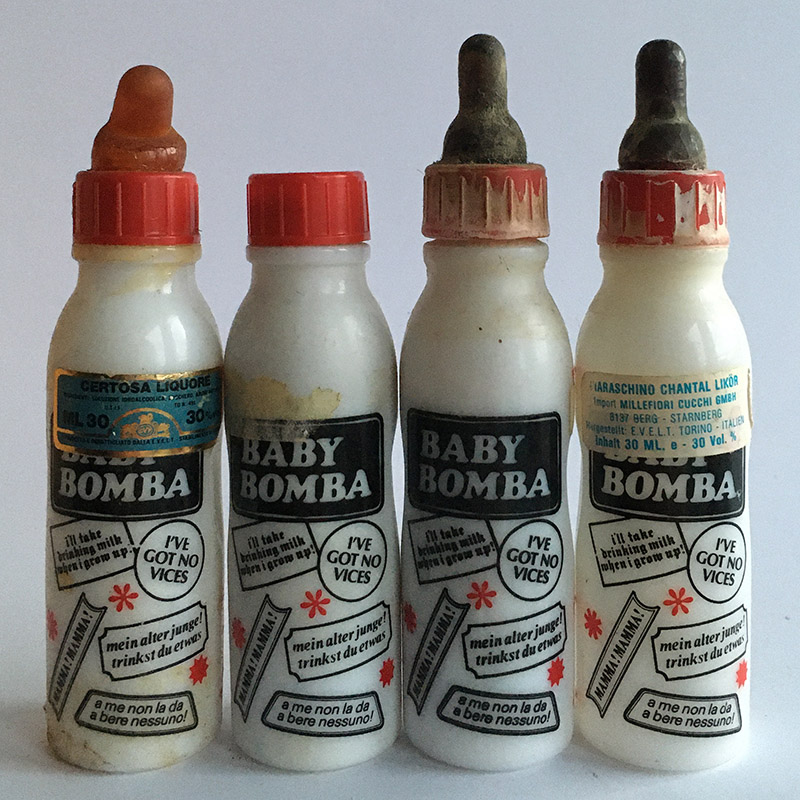 CERTOSA LIQUORE
ML 30
30%
BABY
BOMBA
i'll take
drinking milk
when i grow up!
I'VE
GOT NO
VICES
MAMMA! MAMMA!
mein alter junge!
trinkst du etwas
a me non la da
a bere nessuno!
BABY
BOMBA
i'll take
drinking milk
when i grow up!
I'VE
GOT NO
VICES
MAMMA! MAMMA!
mein alter junge!
trinkst du etwas
a me non la da
a bere nessuno!
BABY
BOMBA
i'll take
drinking milk
when i grow up!
I'VE
GOT NO
VICES
MAMMA! MAMMA!
mein alter junge!
trinkst du etwas
a me non la da
a bere nessuno!
MARASCHINO CHANTAL LIKÖR
Import MILLEFIORI CUCCHI GMBH
8137 BERG - STARNBERG
Hergestellt: E.V.E.L.T. TORINO - ITALIEN
Inhalt 30 ML. e - 30 Vol. %
BABY
BOMBA
i'll take
drinking milk
when i grow up!
I'VE
GOT NO
VICES
MAMMA! MAMMA!
mein alter junge!
trinkst du etwas
a me non la da
a bere nessuno!